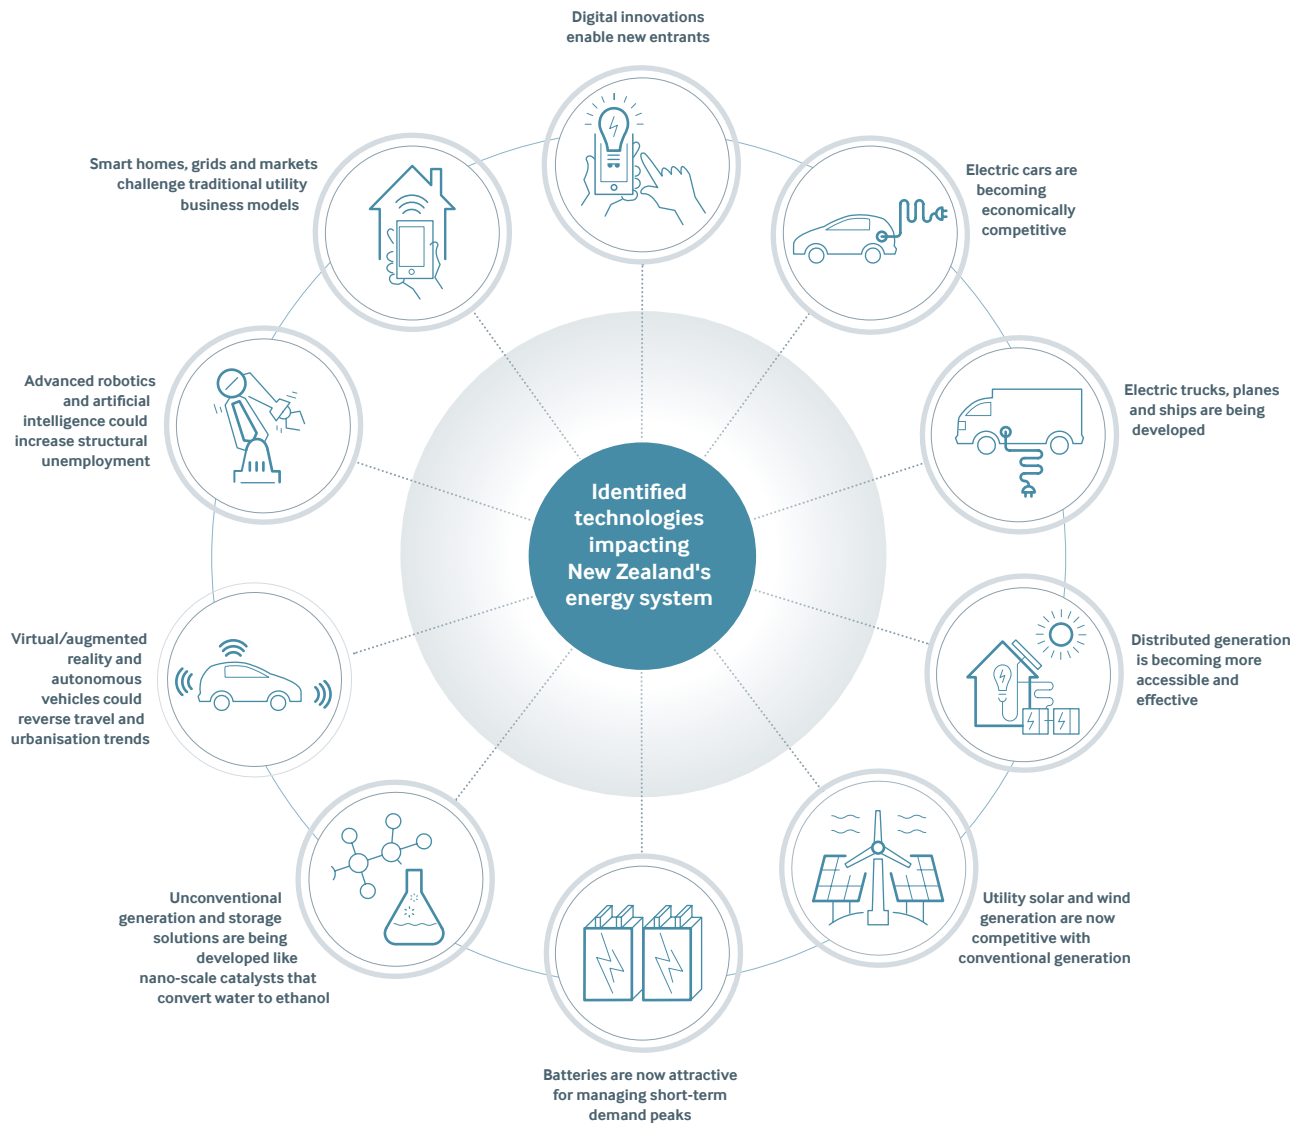 Digital innovations
enable new entrants
Electric cars are
becoming
economically
competitive
Electric trucks, planes
and ships are being
developed
Distributed generation
is becoming more
accessible and
effective
Utility solar and wind
generation are now
competitive with
conventional generation
Batteries are now attractive
for managing short-term
demand peaks
Unconventional
generation and storage
solutions are being
developed like
nano-scale catalysts that
convert water to ethanol
Virtual/augmented
reality and
autonomous
vehicles could
reverse travel and
urbanisation trends
Advanced robotics
and artificial
intelligence could
increase structural
unemployment
Smart homes, grids and markets
challenge traditional utility
business models
Identified
technologies
impacting
New Zealand's
energy system